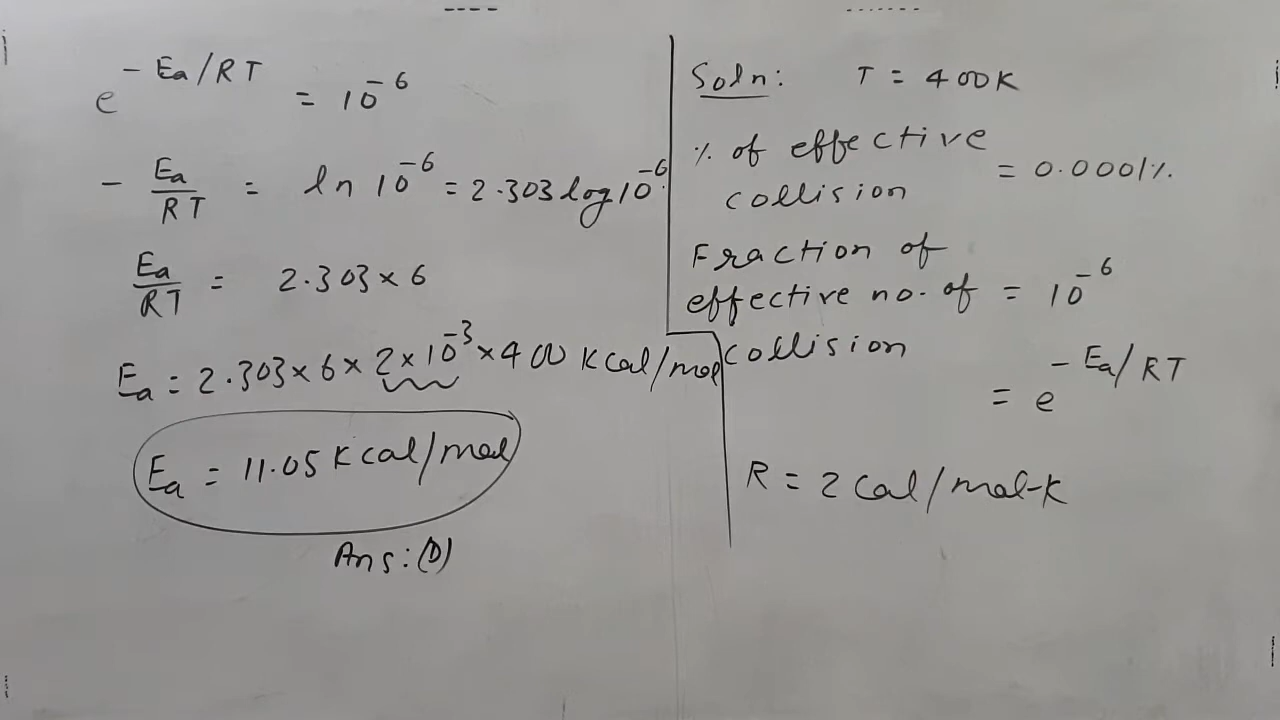 Soln: T = 400K
% of effective collision = 0.0001%
Fraction of effective no. of collision = 10^-6
= e^-Ea/RT
R = 2 Cal/mol-K
e^-Ea/RT = 10^-6
- Ea/RT = ln 10^-6 = 2.303 log 10^-6
Ea/RT = 2.303 × 6
Ea = 2.303 × 6 × 2 × 10^-3 × 400 K cal/mol
Ea = 11.05 K cal/mol
Ans: (D)